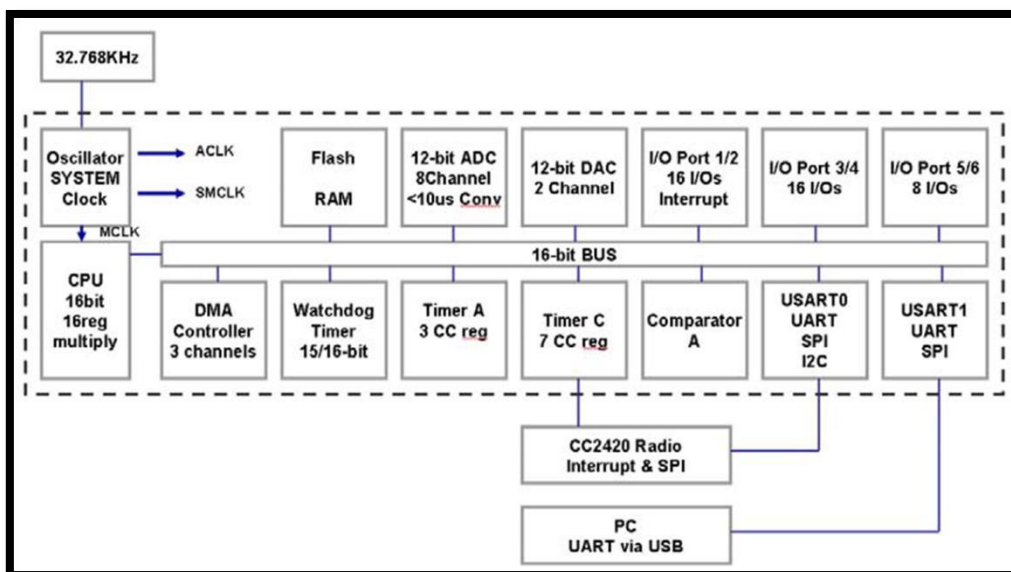 32.768KHz
Oscillator
SYSTEM
Clock
ACLK
SMCLK
MCLK
Flash
RAM
12-bit ADC
8Channel
<10us Conv
12-bit DAC
2 Channel
I/O Port 1/2
16 I/Os
Interrupt
I/O Port 3/4
16 I/Os
I/O Port 5/6
8 I/Os
16-bit BUS
CPU
16bit
16reg
multiply
DMA
Controller
3 channels
Watchdog
Timer
15/16-bit
Timer A
3 CC reg
Timer C
7 CC reg
Comparator
A
USART0
UART
SPI
I2C
USART1
UART
SPI
CC2420 Radio
Interrupt & SPI
PC
UART via USB